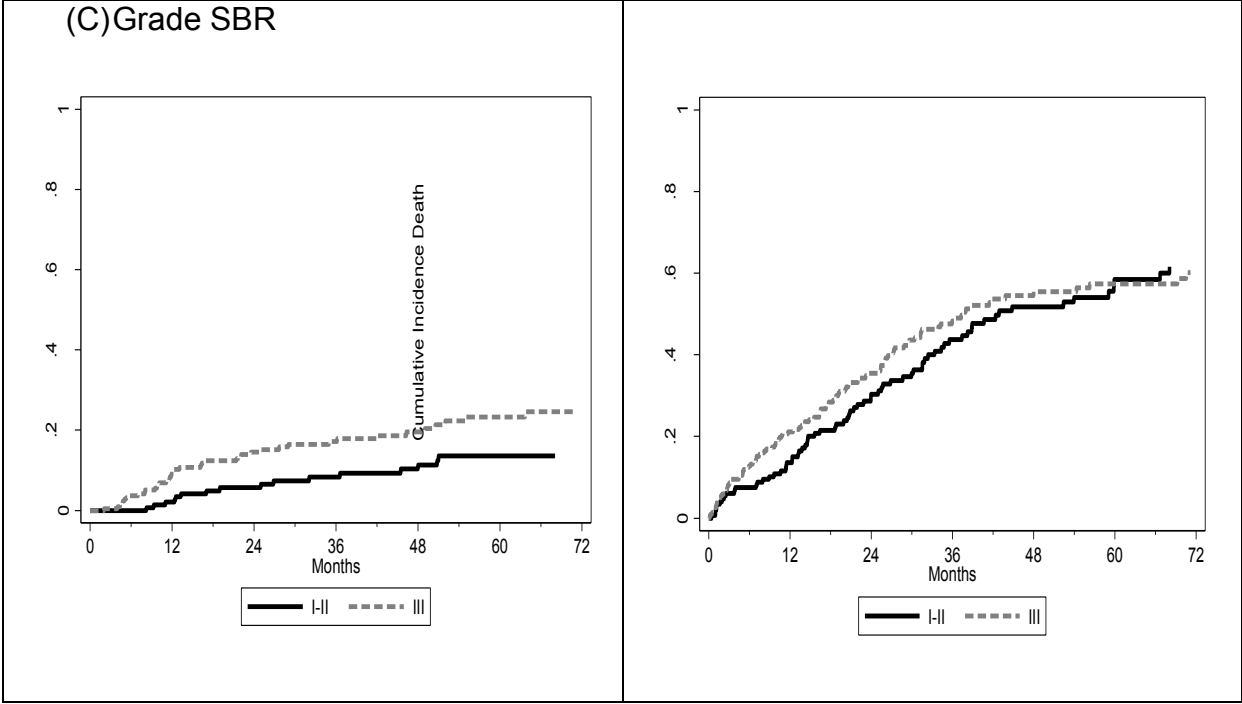 (C)Grade SBR
1
.8
.6
.4
.2
0
Cumulative Incidence Death
0 12 24 36 48 60 72
Months
I-II III
1
.8
.6
.4
.2
0
0 12 24 36 48 60 72
Months
I-II III